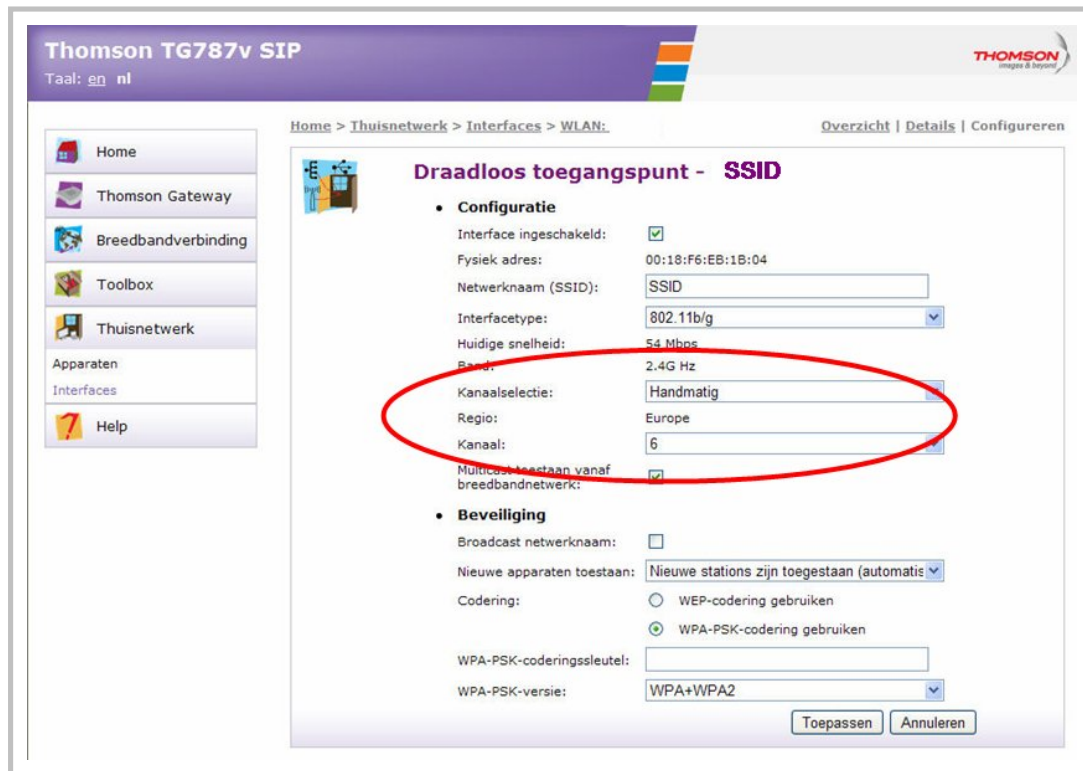 Thomson TG787v SIP
Taal: en nl
THOMSON
images & beyond
Home > Thuisnetwerk > Interfaces > WLAN:
Overzicht | Details | Configureren
Home
Thomson Gateway
Breedbandverbinding
Toolbox
Thuisnetwerk
Apparaten
Interfaces
Help
Draadloos toegangspunt - SSID
• Configuratie
Interface ingeschakeld:
Fysiek adres: 00:18:F6:EB:1B:04
Netwerknaam (SSID): SSID
Interfacetype: 802.11b/g
Huidige snelheid: 54 Mbps
Band: 2.4G Hz
Kanaalselectie: Handmatig
Regio: Europe
Kanaal: 6
Multicast toestaan vanaf
breedbandnetwerk:
• Beveiliging
Broadcast netwerknaam:
Nieuwe apparaten toestaan: Nieuwe stations zijn toegestaan (automatis
Codering: WEP-codering gebruiken
WPA-PSK-codering gebruiken
WPA-PSK-coderingssleutel:
WPA-PSK-versie: WPA+WPA2
Toepassen Annuleren